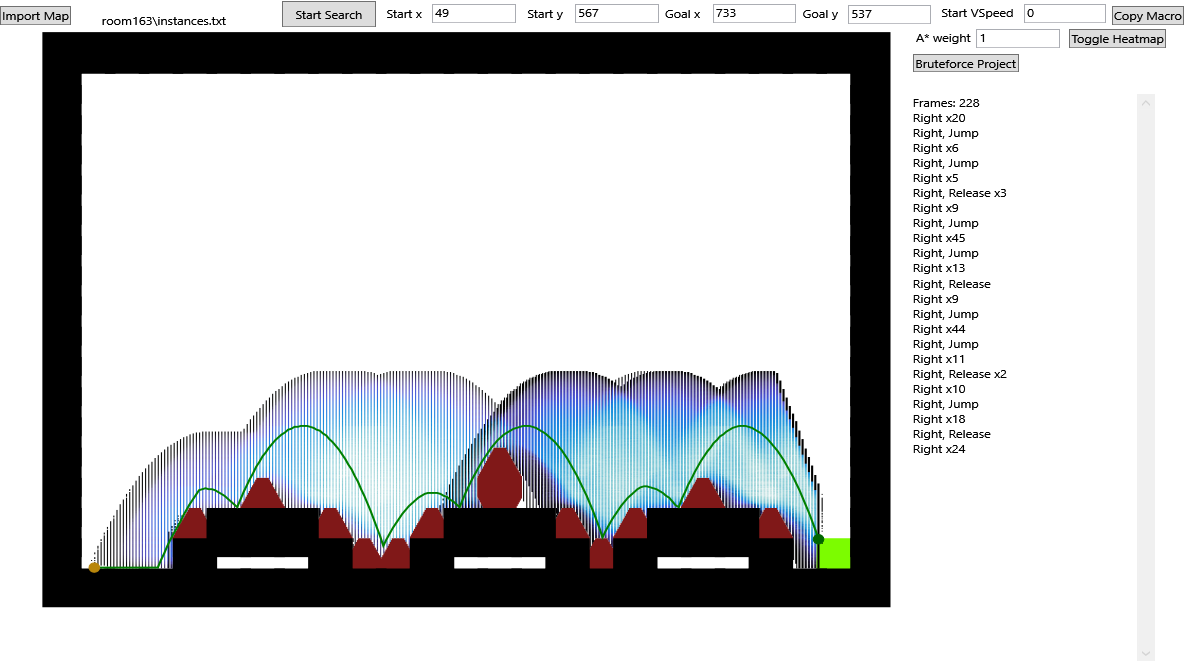 Import Map
room163\instances.txt
Start Search
Start x 49
Start y 567
Goal x 733
Goal y 537
Start VSpeed 0
Copy Macro
A* weight 1
Toggle Heatmap
Bruteforce Project
Frames: 228
Right x20
Right, Jump
Right x6
Right, Jump
Right x5
Right, Release x3
Right x9
Right, Jump
Right x45
Right, Jump
Right x13
Right, Release
Right x9
Right, Jump
Right x44
Right, Jump
Right x11
Right, Release x2
Right x10
Right, Jump
Right x18
Right, Release
Right x24